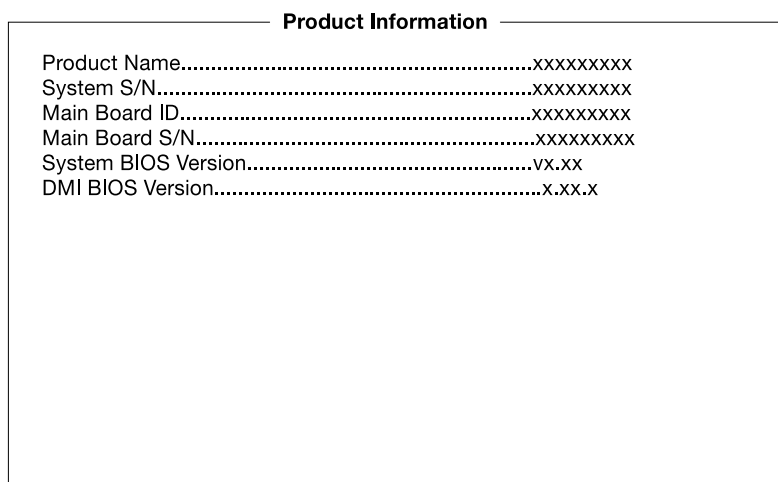 Product Information
Product Name.................................................................xxxxxxxxx
System S/N.....................................................................xxxxxxxxx
Main Board ID.................................................................xxxxxxxxx
Main Board S/N..............................................................xxxxxxxxx
System BIOS Version....................................................vx.xx
DMI BIOS Version............................................................x.xx.x